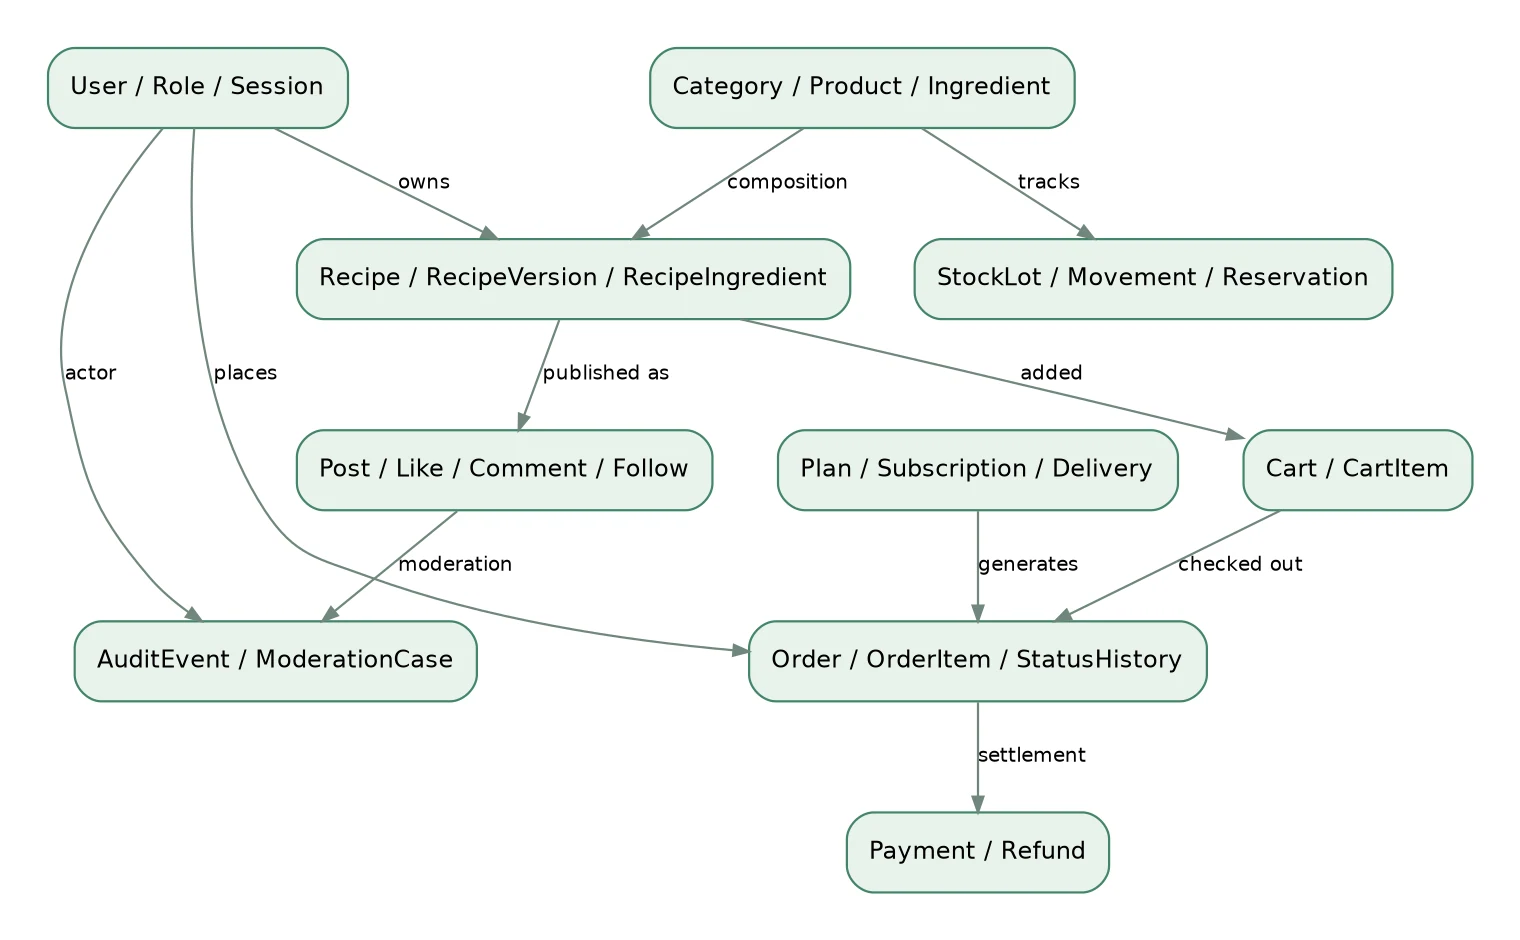 User / Role / Session
Category / Product / Ingredient
owns
composition
tracks
Recipe / RecipeVersion / RecipeIngredient
StockLot / Movement / Reservation
actor
places
published as
added
Post / Like / Comment / Follow
Plan / Subscription / Delivery
Cart / CartItem
moderation
generates
checked out
AuditEvent / ModerationCase
Order / OrderItem / StatusHistory
settlement
Payment / Refund